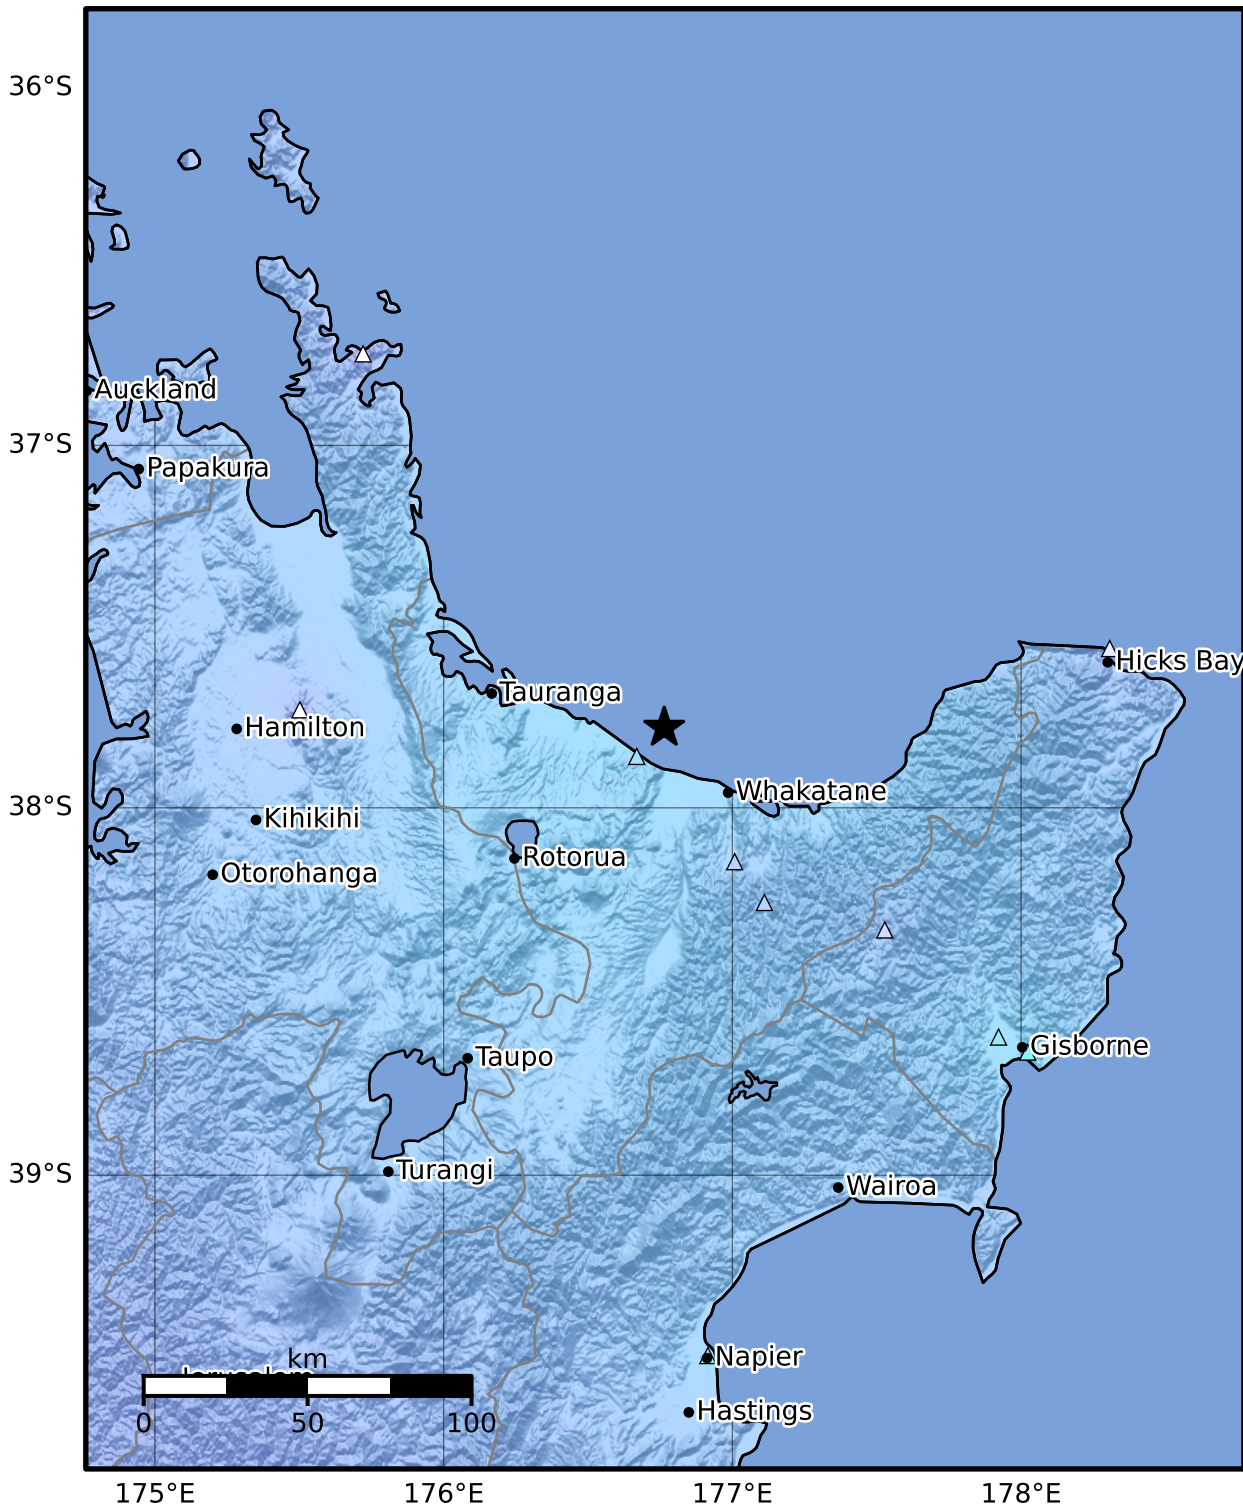 36°S
Auckland
37°S
Papakura
Hicks Bay
Tauranga
Hamilton
Whakatane
38°S
Kihikihi
Rotorua
Otorohanga
Gisborne
Taupo
39°S
Turangi
Wairoa
Napier
km
Jerusalem
Hastings
0 50 100
175°E 176°E 177°E 178°E